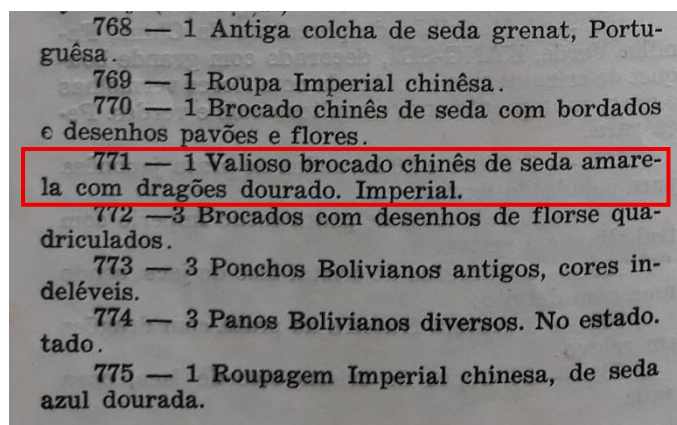 768 — 1 Antiga colcha de seda grenat, Portu-
guêsa.
769 — 1 Roupa Imperial chinêsa.
770 — 1 Brocado chinês de seda com bordados
e desenhos pavões e flores.
771 — 1 Valioso brocado chinês de seda amare-
la com dragões dourado. Imperial.
772 —3 Brocados com desenhos de florse qua-
driculados.
773 — 3 Ponchos Bolivianos antigos, cores in-
deléveis.
774 — 3 Panos Bolivianos diversos. No estado.
tado.
775 — 1 Roupagem Imperial chinesa, de seda
azul dourada.